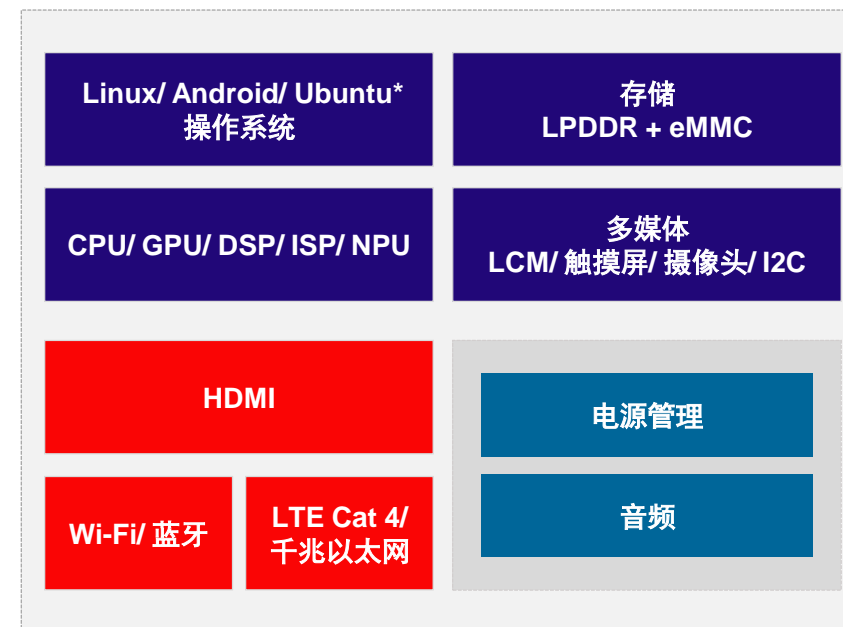 Linux/ Android/ Ubuntu*
操作系统
存储
LPDDR + eMMC
CPU/ GPU/ DSP/ ISP/ NPU
多媒体
LCM/ 触摸屏/ 摄像头/ I2C
HDMI
电源管理
Wi-Fi/ 蓝牙
LTE Cat 4/
千兆以太网
音频